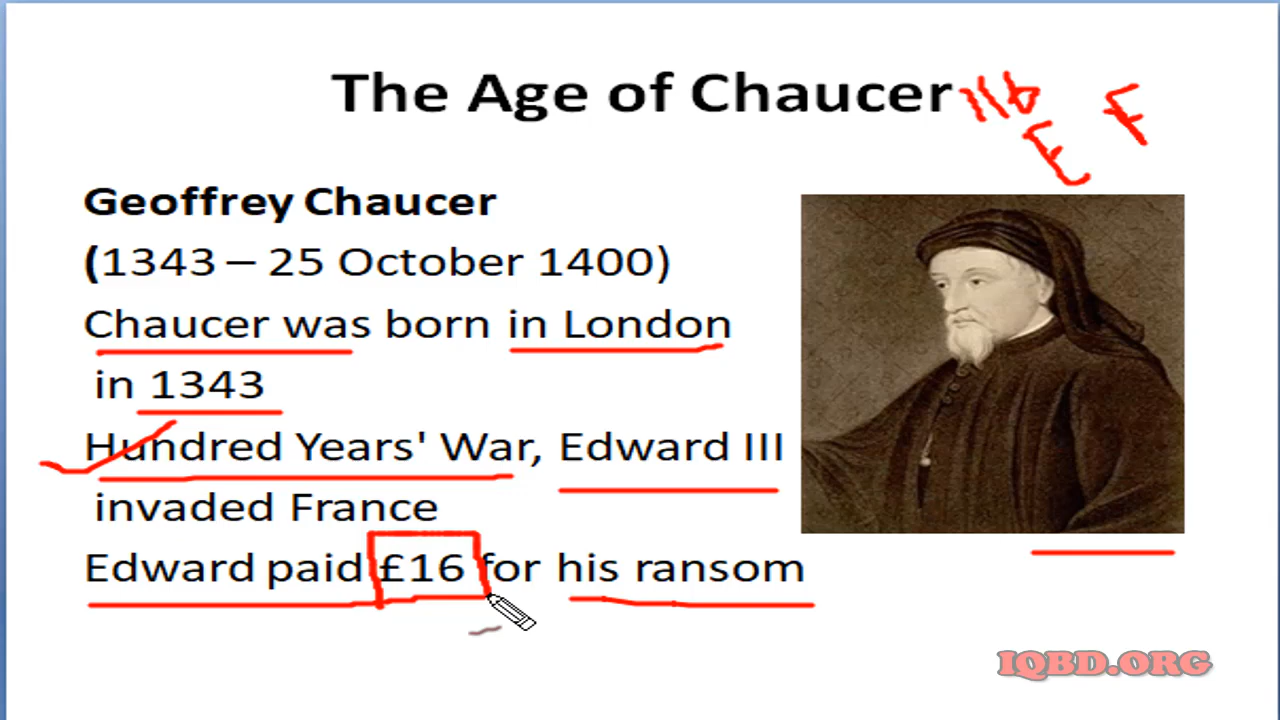 The Age of Chaucer
Geoffrey Chaucer
(1343 – 25 October 1400)
Chaucer was born in London
in 1343
Hundred Years' War, Edward III
invaded France
Edward paid £16 for his ransom
E F
IQBD.ORG